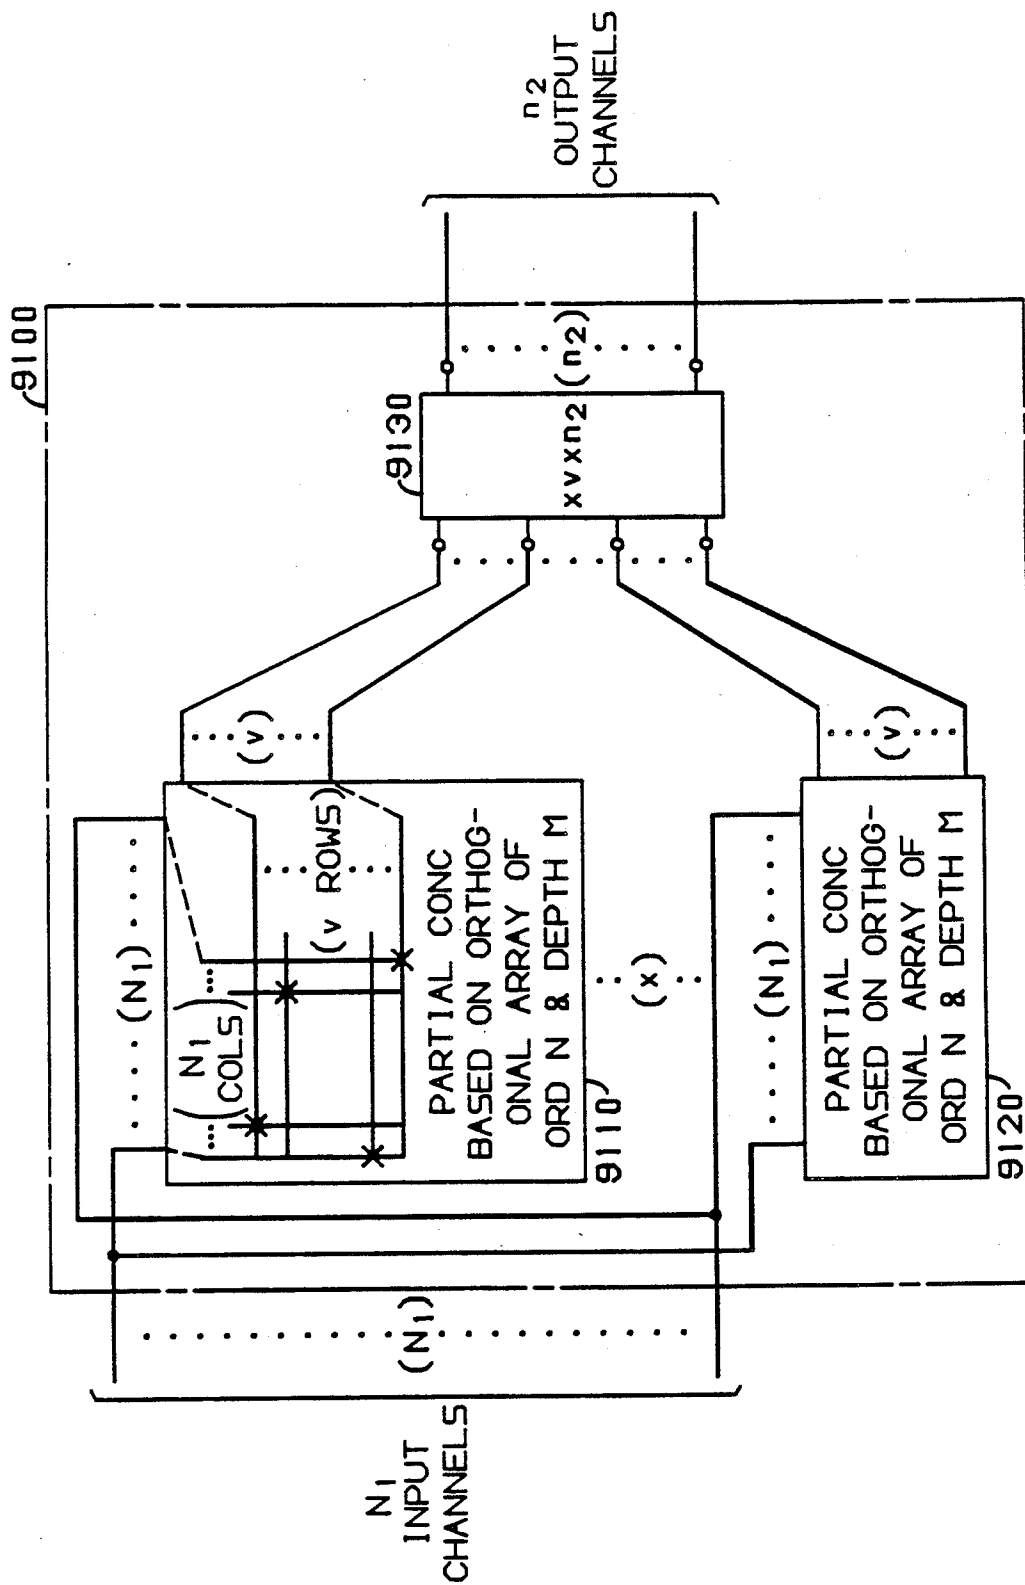 9100
N1
INPUT
CHANNELS
(N1)
(N1)
N1
COLS
(v ROWS)
PARTIAL CONC
BASED ON ORTHOG-
ONAL ARRAY OF
ORD N & DEPTH M
9110
(v)
(x)
(N1)
PARTIAL CONC
BASED ON ORTHOG-
ONAL ARRAY OF
ORD N & DEPTH M
9120
(v)
9130
xvxn2
(n2)
n2
OUTPUT
CHANNELS